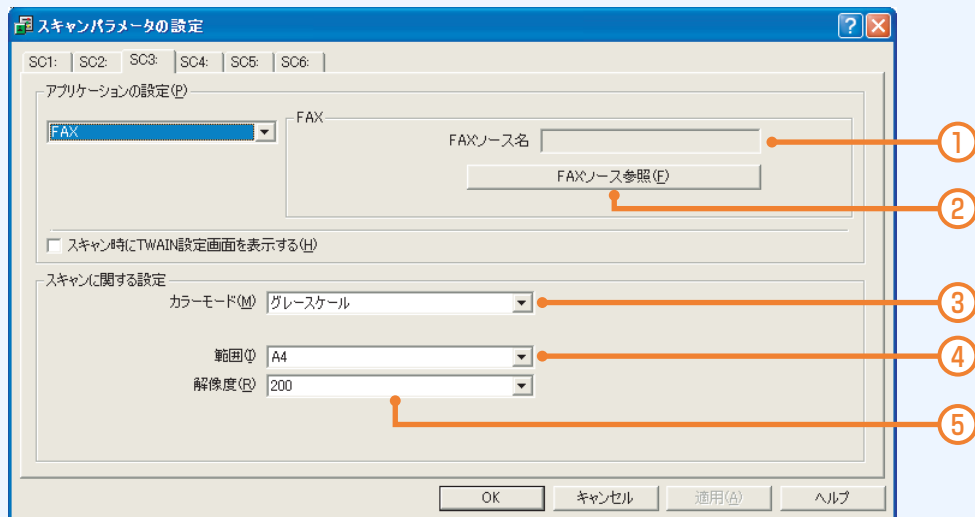 スキャンパラメータの設定
SC1: SC2: SC3: SC4: SC5: SC6:
アプリケーションの設定(P)
FAX
FAX
FAXソース名
①
FAXソース参照(F)
②
スキャン時にTWAIN設定画面を表示する(H)
スキャンに関する設定
カラーモード(M) グレースケール
③
範囲(I) A4
④
解像度(R) 200
⑤
OK キャンセル 適用(A) ヘルプ